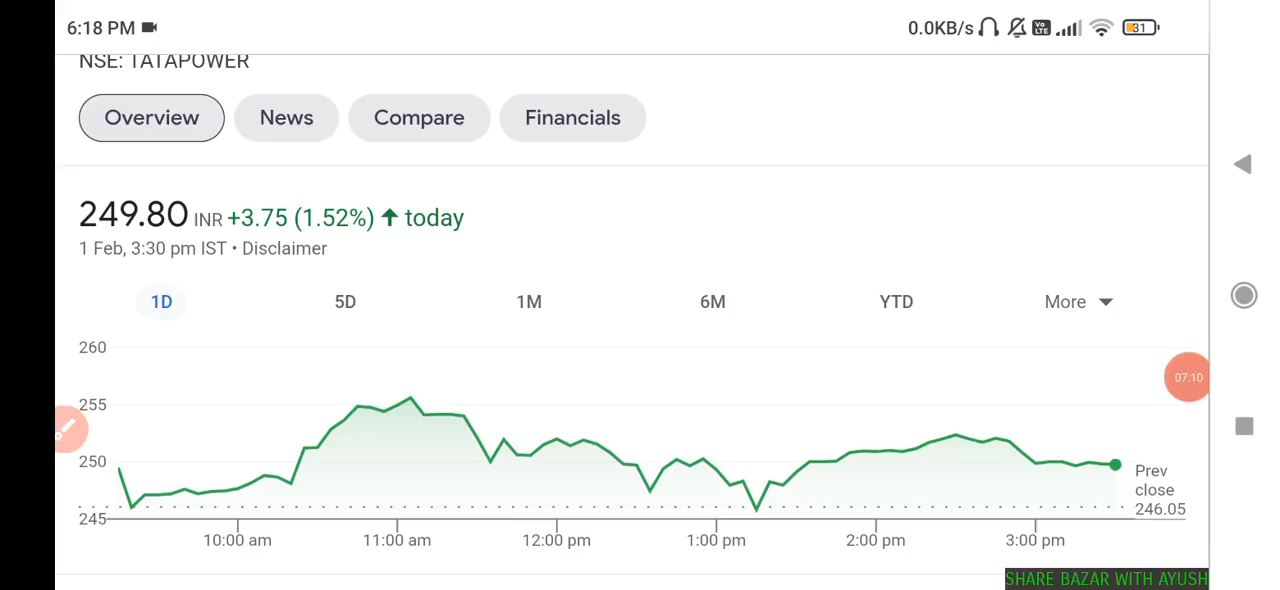 6:18 PM
0.0KB/s Vo LTE 31
NSE: TATAPOWER
Overview News Compare Financials
249.80 INR +3.75 (1.52%) ↑ today
1 Feb, 3:30 pm IST • Disclaimer
1D 5D 1M 6M YTD More
260
255
250
245
07:10
Prev
close
246.05
10:00 am 11:00 am 12:00 pm 1:00 pm 2:00 pm 3:00 pm
SHARE BAZAR WITH AYUSH